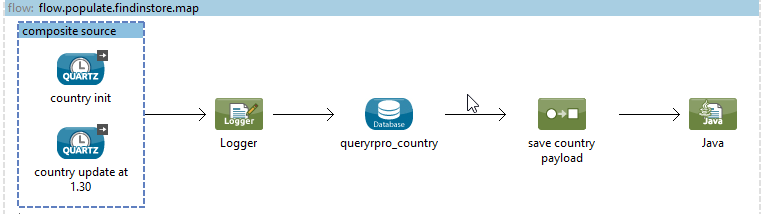 flow: flow.populate.findinstore.map
composite source
QUARTZ
country init
QUARTZ
country update at
1.30
Logger
Logger
Database
queryrpro_country
save country
payload
Java
Java